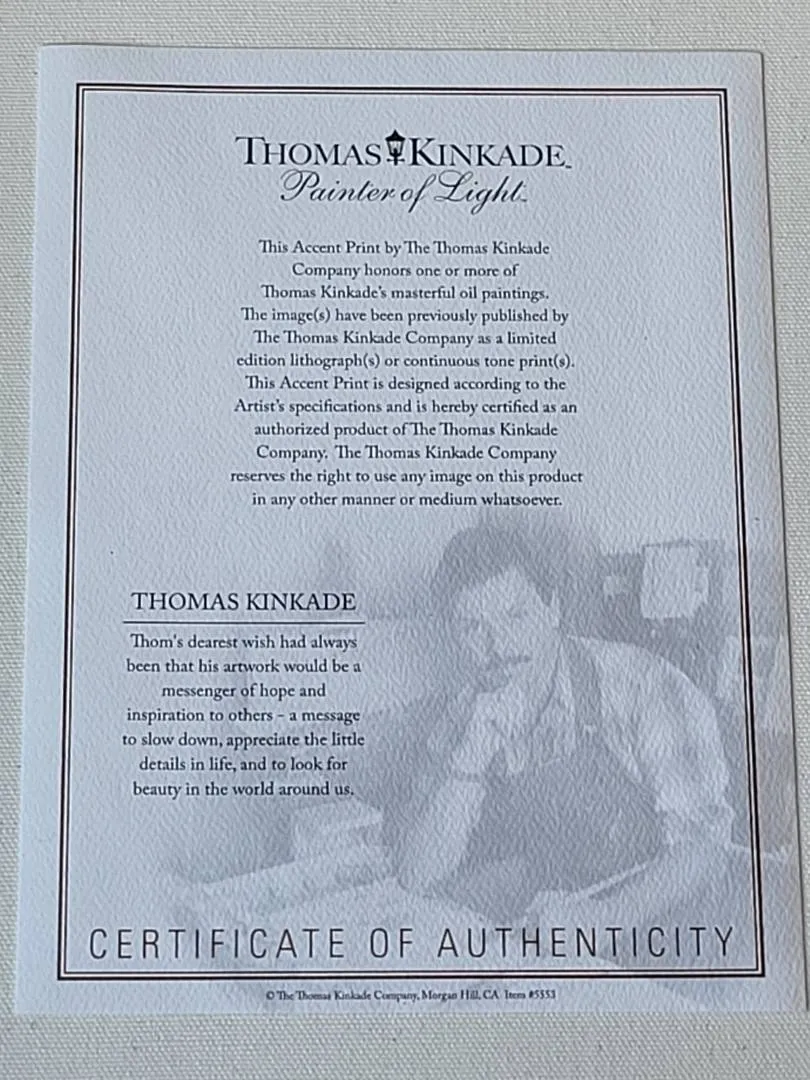 THOMAS KINKADE™
Painter of Light™
This Accent Print by The Thomas Kinkade
Company honors one or more of
Thomas Kinkade's masterful oil paintings.
The image(s) have been previously published by
The Thomas Kinkade Company as a limited
edition lithograph(s) or continuous tone print(s).
This Accent Print is designed according to the
Artist's specifications and is hereby certified as an
authorized product of The Thomas Kinkade
Company. The Thomas Kinkade Company
reserves the right to use any image on this product
in any other manner or medium whatsoever.
THOMAS KINKADE
Thom's dearest wish had always
been that his artwork would be a
messenger of hope and
inspiration to others – a message
to slow down, appreciate the little
details in life, and to look for
beauty in the world around us.
CERTIFICATE OF AUTHENTICITY
© The Thomas Kinkade Company, Morgan Hill, CA Item #5553